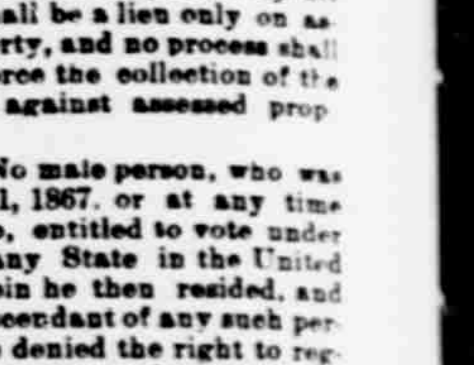 all be a lien only on as
rty, and no process shall
rce the collection of the
against assessed prop

No male person, who was
1, 1867. or at any time
o, entitled to vote under
any State in the United
ein he then resided, and
cendant of any such per-
denied the right to reg-